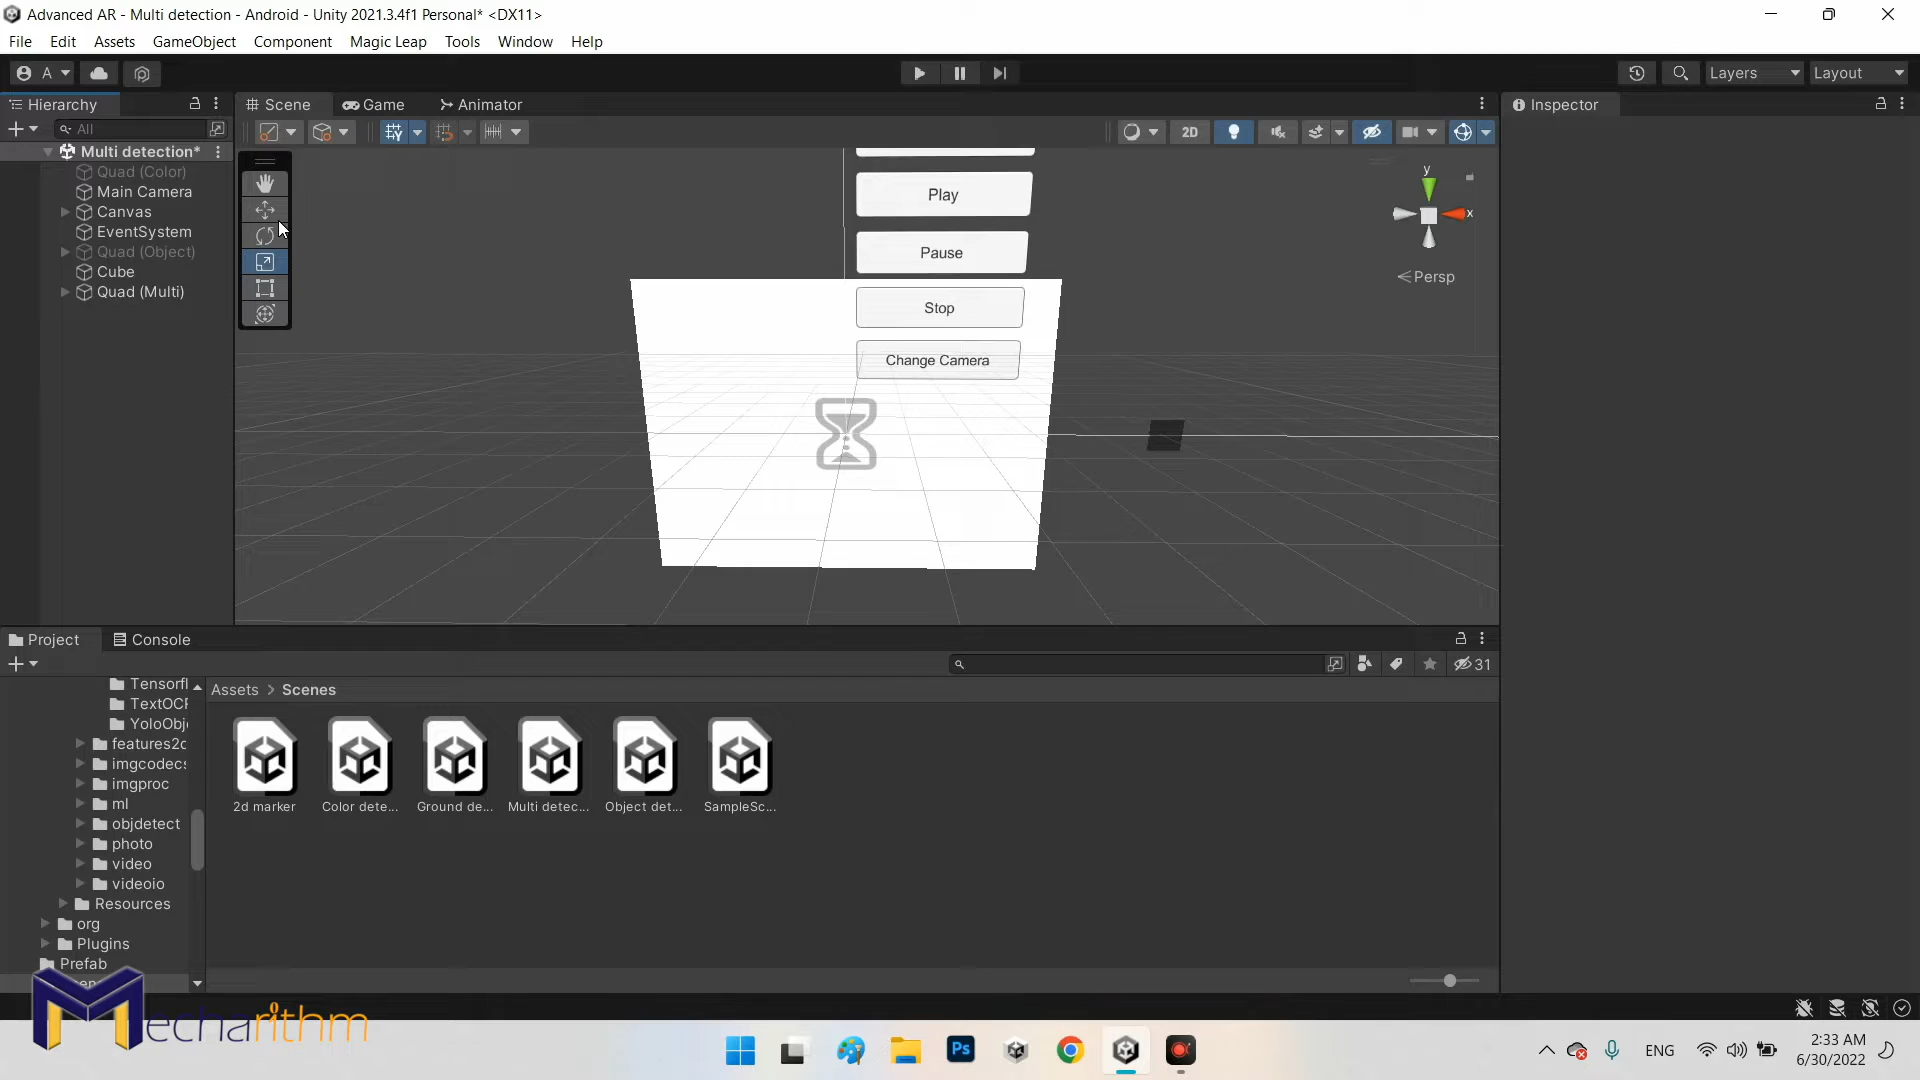 Advanced AR - Multi detection - Android - Unity 2021.3.4f1 Personal* <DX11>
File Edit Assets GameObject Component Magic Leap Tools Window Help
A Layers Layout
Hierarchy Scene Game Animator Inspector
All 2D
Multi detection*
Quad (Color)
Main Camera
Canvas
EventSystem
Quad (Object)
Cube
Quad (Multi)
Play
Pause
Stop
Change Camera
y
x
Persp
Project Console
31
Assets > Scenes
Tensorfl
TextOCF
YoloObj
features2d
imgcodecs
imgproc
ml
objdetect
photo
video
videoio
Resources
org
Plugins
Prefab
2d marker Color dete... Ground de... Multi detec... Object det... SampleSc...
Mecharithm
Ps
ENG
2:33 AM
6/30/2022